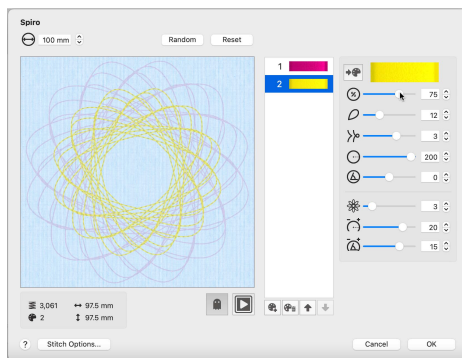 Spiro
100 mm
Random
Reset
1
2
75
12
3
200
0
3
20
15
3,061
97.5 mm
2
97.5 mm
?
Stitch Options...
Cancel
OK